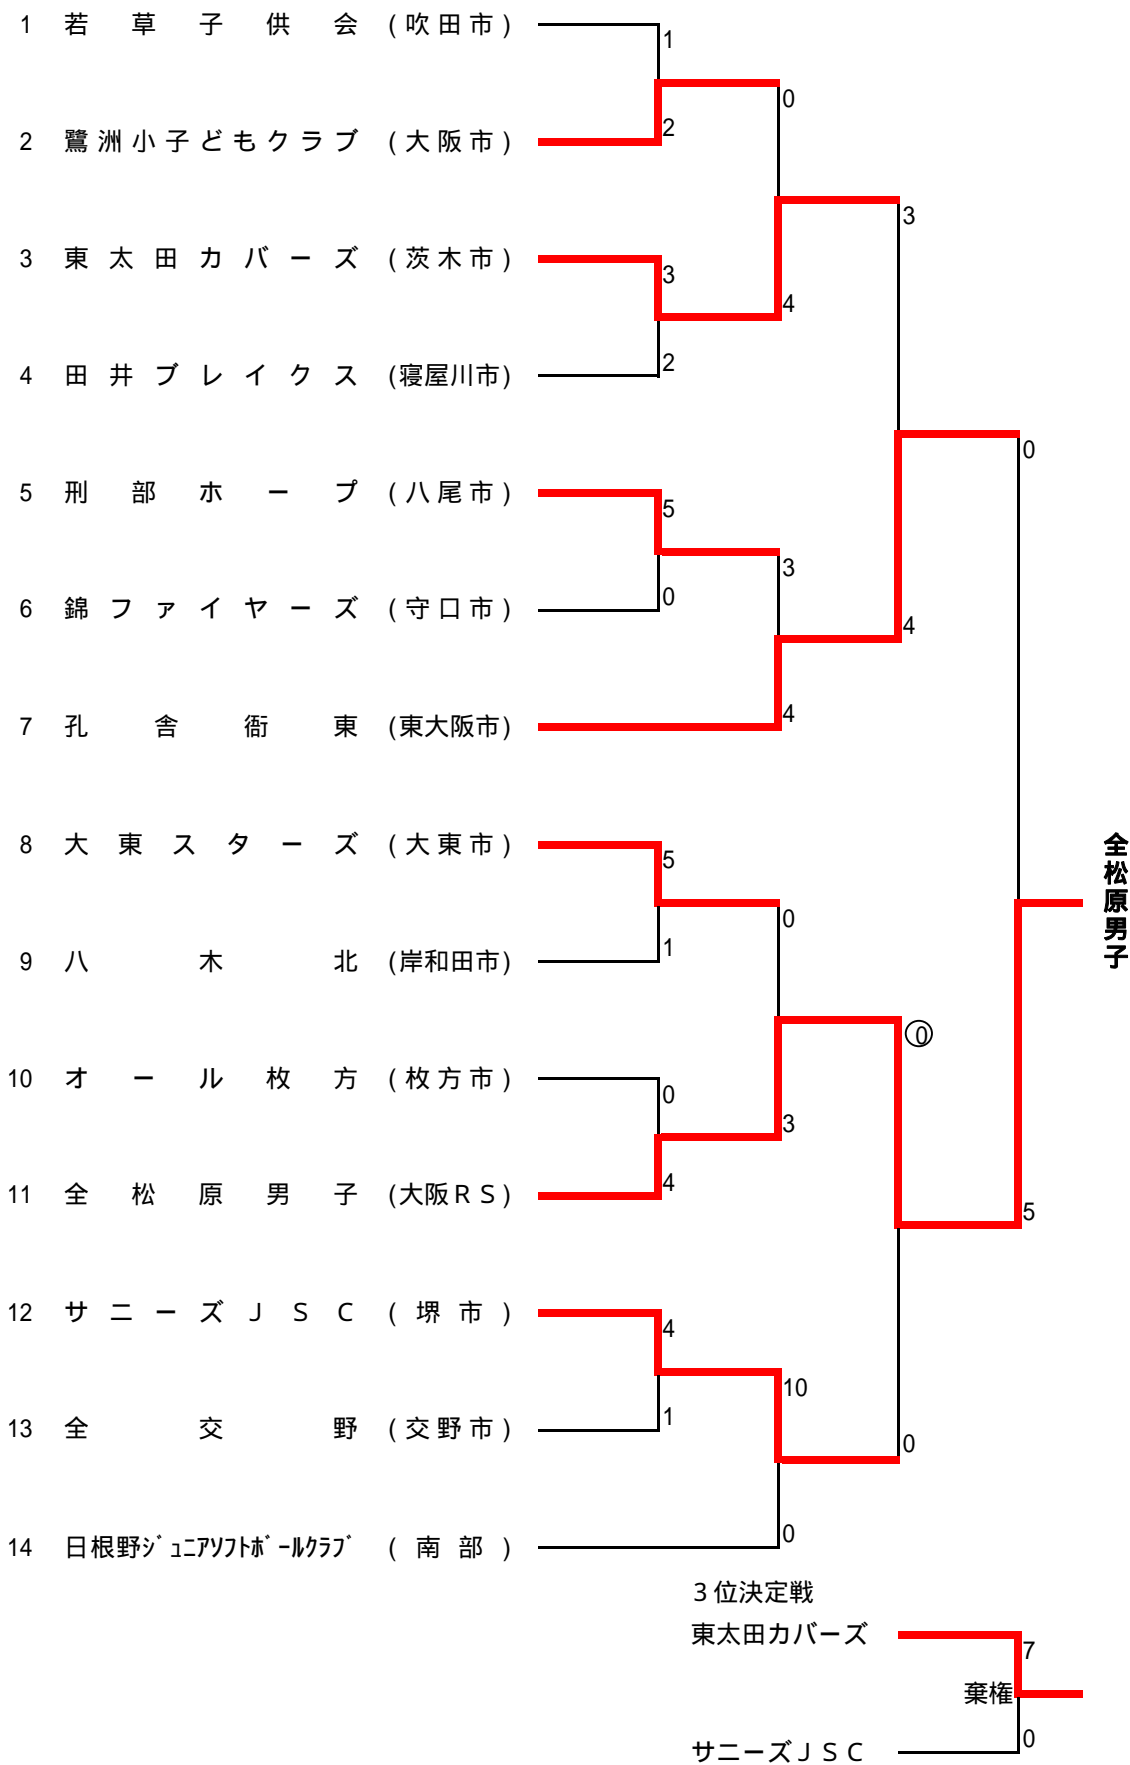 1 若草子供会 (吹田市)
1
0
2 鷺洲小子どもクラブ (大阪市)
2
3
3 東太田カバーズ (茨木市)
3
4
4 田井ブレイクス (寝屋川市)
2
0
5 刑部ホープ (八尾市)
5
3
6 錦ファイヤーズ (守口市)
0
4
7 孔舎衙東 (東大阪市)
4
8 大東スターズ (大東市)
5
0
全松原男子
9 八木北 (岸和田市)
1
⓪
10 オール枚方 (枚方市)
0
3
11 全松原男子 (大阪RS)
4
5
12 サニーズJSC (堺市)
4
10
13 全交野 (交野市)
1
0
14 日根野ジュニアソフトボールクラブ (南部)
0
3位決定戦
東太田カバーズ
7
棄権
サニーズJSC
0